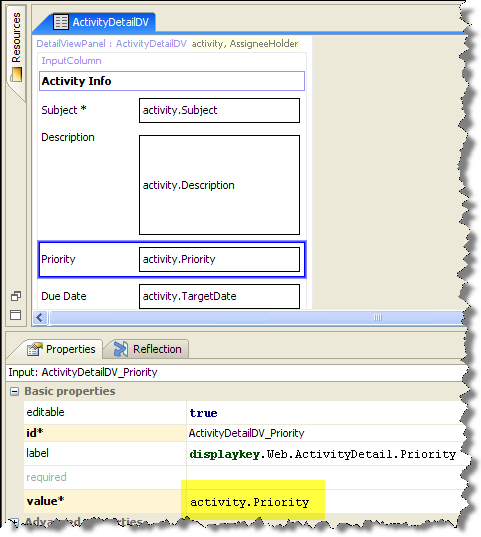 Resources
ActivityDetailDV
DetailViewPanel : ActivityDetailDV activity, AssigneeHolder
InputColumn
Activity Info
Subject * activity.Subject
Description activity.Description
Priority activity.Priority
Due Date activity.TargetDate
Properties Reflection
Input: ActivityDetailDV_Priority
Basic properties
editable true
id* ActivityDetailDV_Priority
label displaykey.Web.ActivityDetail.Priority
required
value* activity.Priority
Advanced properties